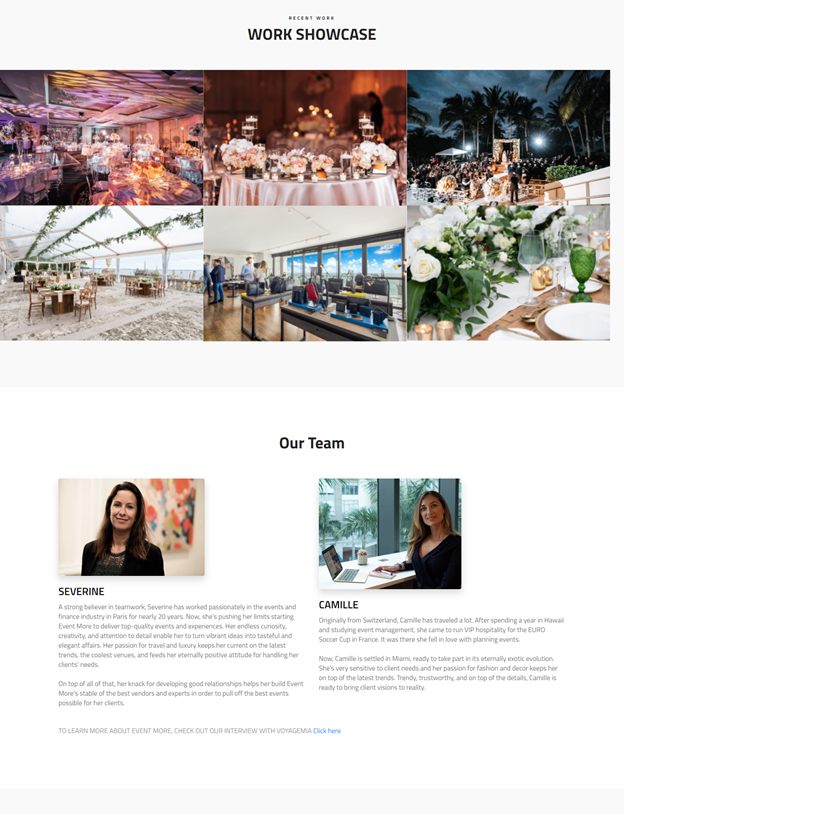 RECENT WORK
WORK SHOWCASE
Our Team
SEVERINE
A strong believer in teamwork, Severine has worked passionately in the events and
finance industry in Paris for nearly 20 years. Now, she's pushing her limits starting
Event More to deliver top-quality events and experiences. Her endless curiosity,
creativity, and attention to detail enable her to turn vibrant ideas into tasteful and
elegant affairs. Her passion for travel and luxury keeps her current on the latest
trends, the coolest venues, and feeds her eternally positive attitude for handling her
clients' needs.
On top of all of that, her knack for developing good relationships helps her build Event
More's stable of the best vendors and experts in order to pull off the best events
possible for her clients.
CAMILLE
Originally from Switzerland, Camille has traveled a lot. After spending a year in Hawaii
and studying event management, she came to run VIP hospitality for the EURO
Soccer Cup in France. It was there she fell in love with planning events.
Now, Camille is settled in Miami, ready to take part in its eternally exotic evolution.
She's very sensitive to client needs and her passion for fashion and decor keeps her
on top of the latest trends. Trendy, trustworthy, and on top of the details, Camille is
ready to bring client visions to reality.
TO LEARN MORE ABOUT EVENT MORE, CHECK OUT OUR INTERVIEW WITH VOYAGEMIA Click here